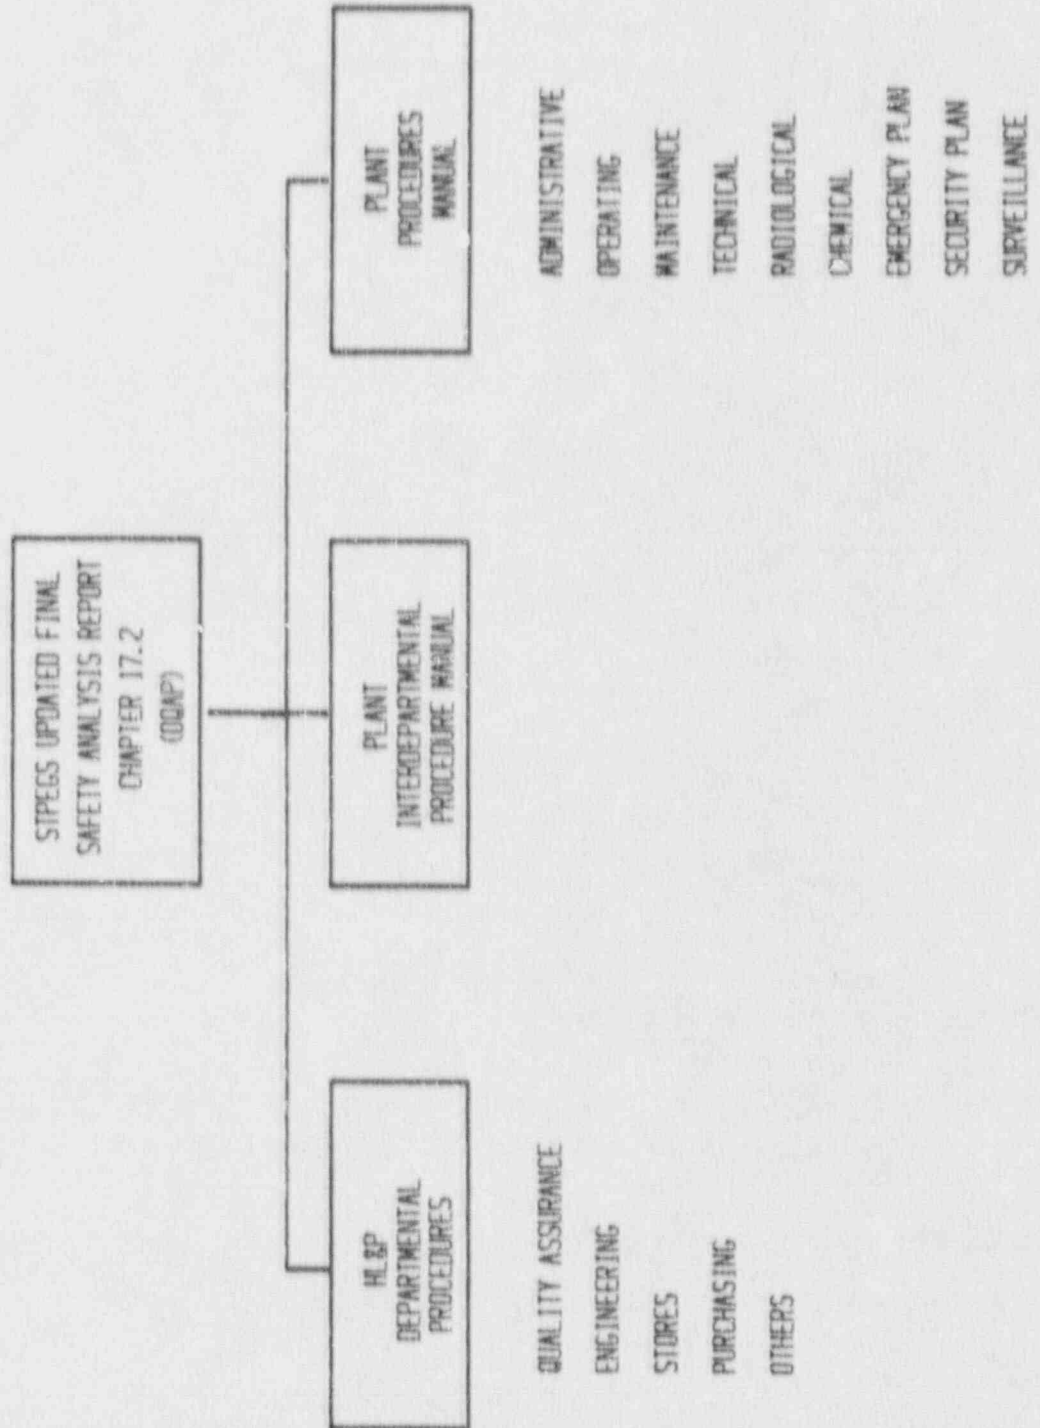 STPEGS UPDATED FINAL
SAFETY ANALYSIS REPORT
CHAPTER 17.2
(OQAP)
HL&P
DEPARTMENTAL
PROCEDURES
QUALITY ASSURANCE
ENGINEERING
STORES
PURCHASING
OTHERS
PLANT
INTERDEPARTMENTAL
PROCEDURE MANUAL
PLANT
PROCEDURES
MANUAL
ADMINISTRATIVE
OPERATING
MAINTENANCE
TECHNICAL
RADIOLOGICAL
CHEMICAL
EMERGENCY PLAN
SECURITY PLAN
SURVEILLANCE